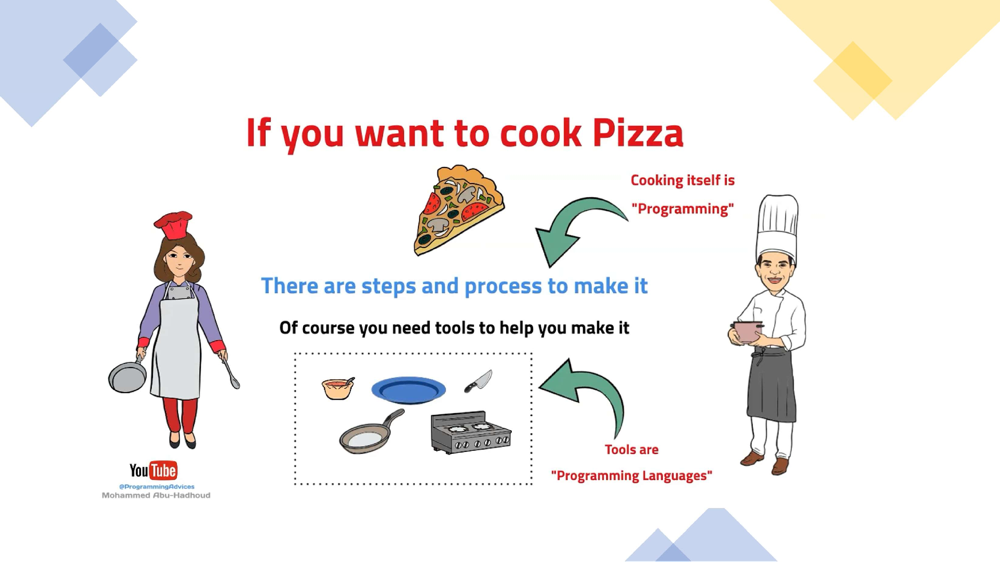 If you want to cook Pizza
Cooking itself is
"Programming"
There are steps and process to make it
Of course you need tools to help you make it
Tools are
"Programming Languages"
YouTube
@ProgrammingAdvices
Mohammed Abu-Hadhoud